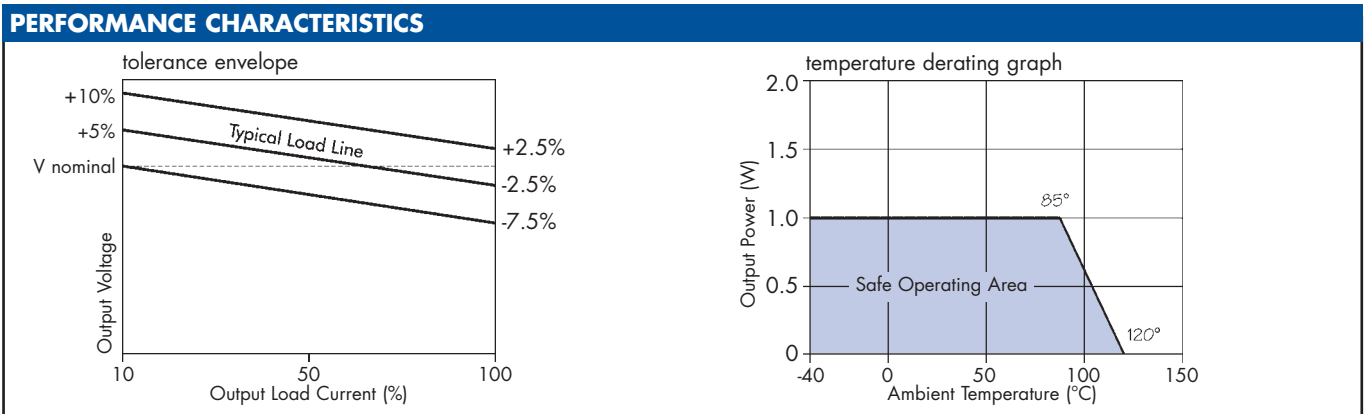 PERFORMANCE CHARACTERISTICS
tolerance envelope
+10%
+5%
V nominal
Typical Load Line
+2.5%
-2.5%
-7.5%
Output Voltage
10
50
100
Output Load Current (%)
temperature derating graph
2.0
1.5
1.0
0.5
0
Output Power (W)
85°
Safe Operating Area
120°
-40
0
50
100
150
Ambient Temperature (°C)